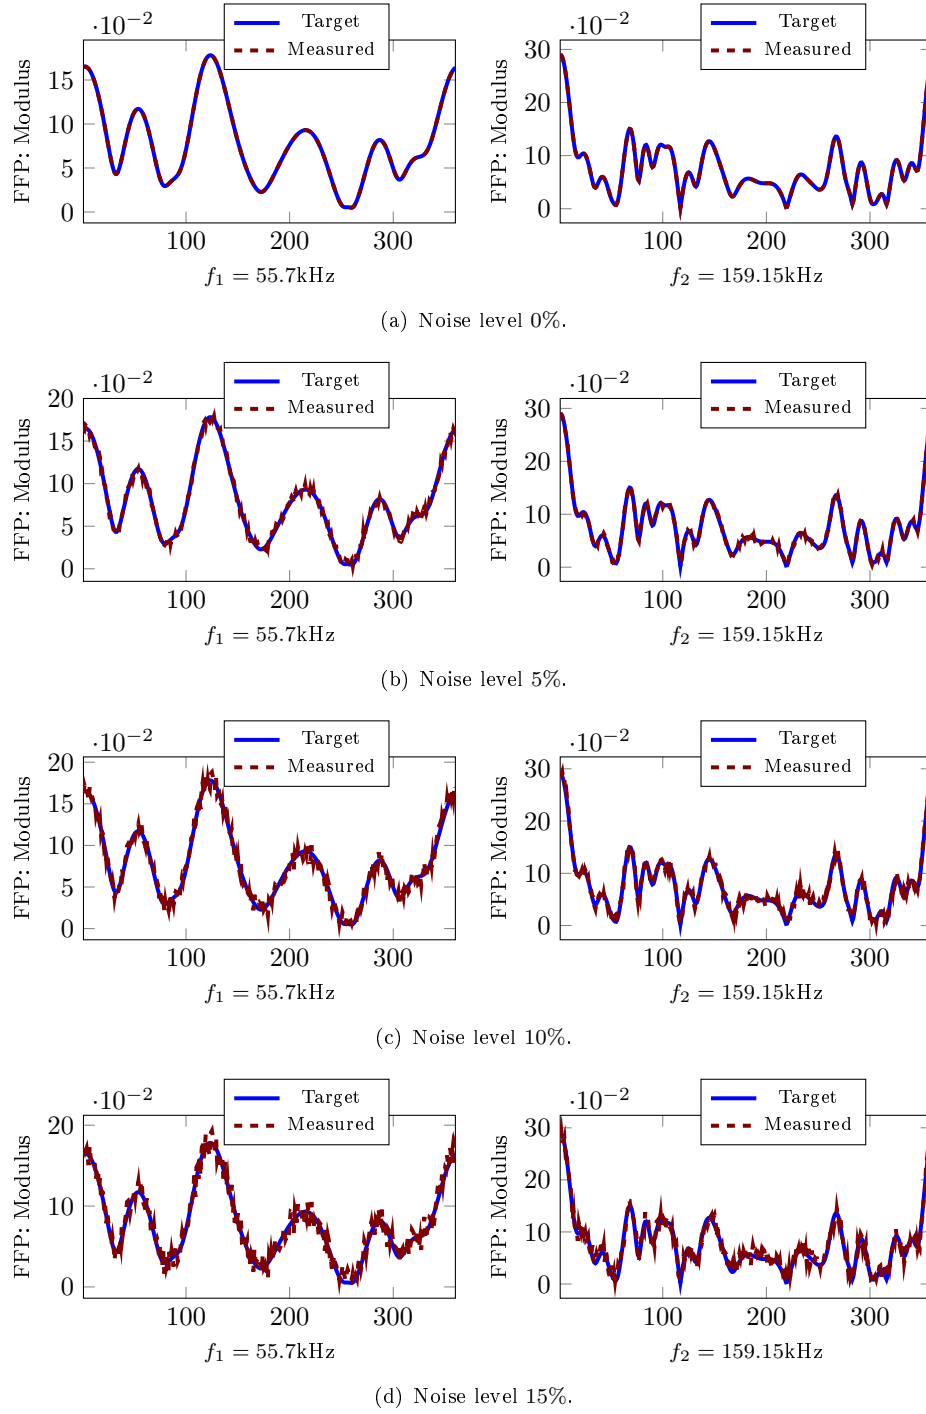 ·10⁻² Target Measured
·10⁻² Target Measured
FFP: Modulus
15
10
5
0
100 200 300
f₁ = 55.7kHz
FFP: Modulus
30
20
10
0
100 200 300
f₂ = 159.15kHz
(a) Noise level 0%.
·10⁻² Target Measured
·10⁻² Target Measured
FFP: Modulus
20
15
10
5
0
100 200 300
f₁ = 55.7kHz
FFP: Modulus
30
20
10
0
100 200 300
f₂ = 159.15kHz
(b) Noise level 5%.
·10⁻² Target Measured
·10⁻² Target Measured
FFP: Modulus
20
15
10
5
0
100 200 300
f₁ = 55.7kHz
FFP: Modulus
30
20
10
0
100 200 300
f₂ = 159.15kHz
(c) Noise level 10%.
·10⁻² Target Measured
·10⁻² Target Measured
FFP: Modulus
20
10
0
100 200 300
f₁ = 55.7kHz
FFP: Modulus
30
20
10
0
100 200 300
f₂ = 159.15kHz
(d) Noise level 15%.